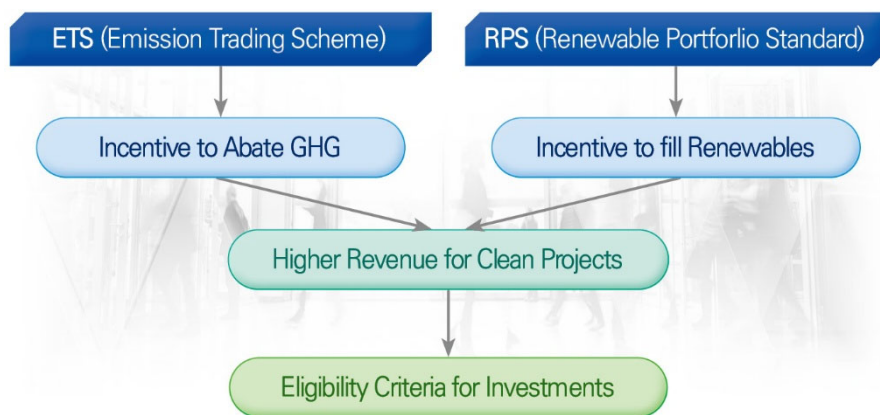 ETS (Emission Trading Scheme)
RPS (Renewable Portforlio Standard)
Incentive to Abate GHG
Incentive to fill Renewables
Higher Revenue for Clean Projects
Eligibility Criteria for Investments